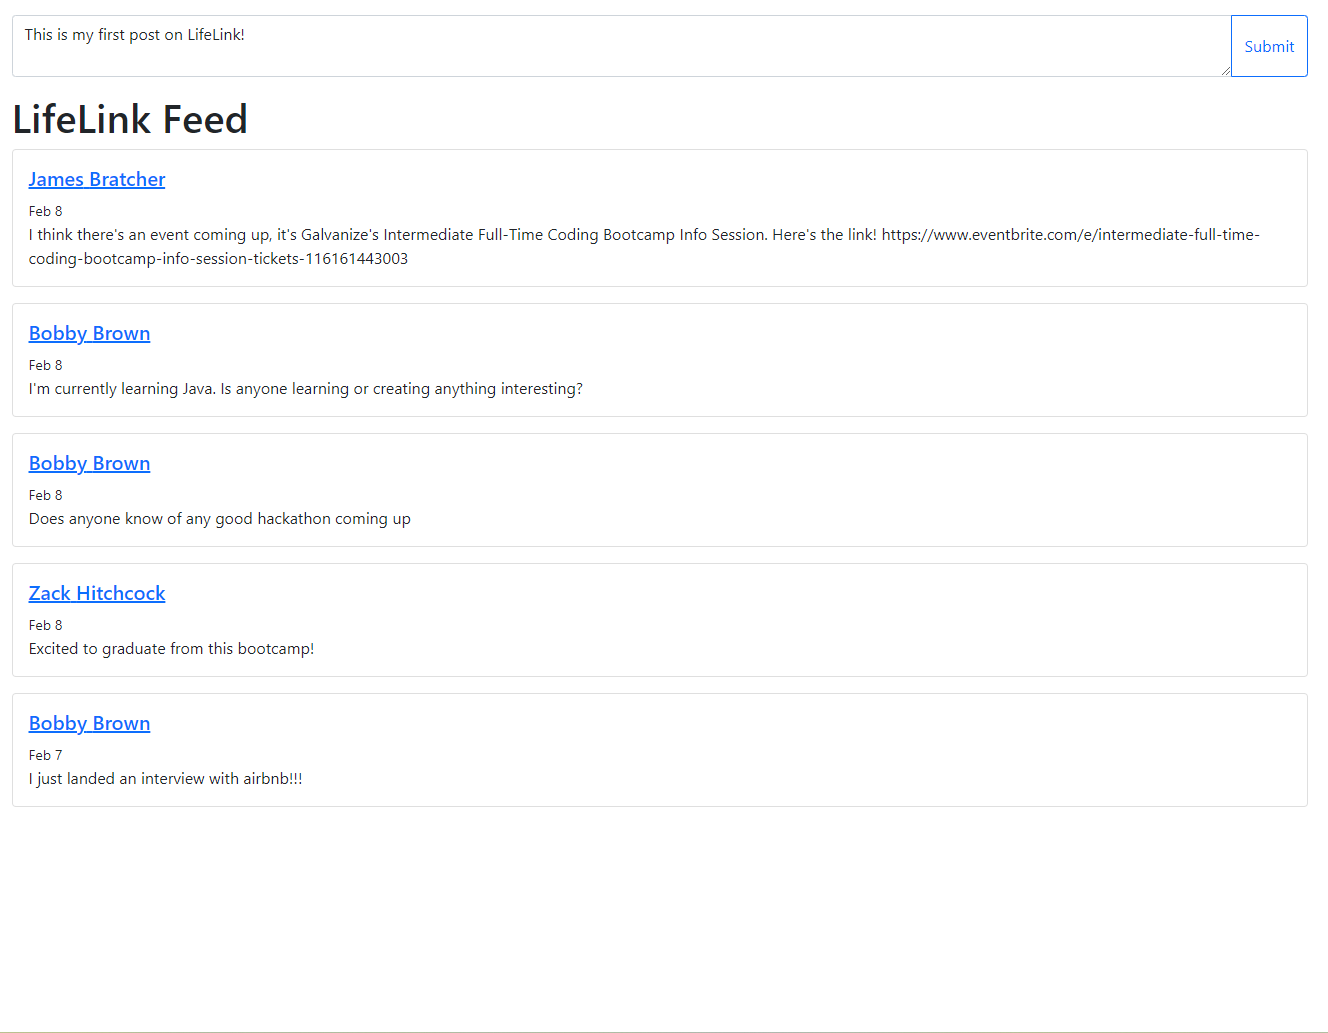 This is my first post on LifeLink!
Submit
LifeLink Feed
James Bratcher
Feb 8
I think there's an event coming up, it's Galvanize's Intermediate Full-Time Coding Bootcamp Info Session. Here's the link! https://www.eventbrite.com/e/intermediate-full-time-
coding-bootcamp-info-session-tickets-116161443003
Bobby Brown
Feb 8
I'm currently learning Java. Is anyone learning or creating anything interesting?
Bobby Brown
Feb 8
Does anyone know of any good hackathon coming up
Zack Hitchcock
Feb 8
Excited to graduate from this bootcamp!
Bobby Brown
Feb 7
I just landed an interview with airbnb!!!